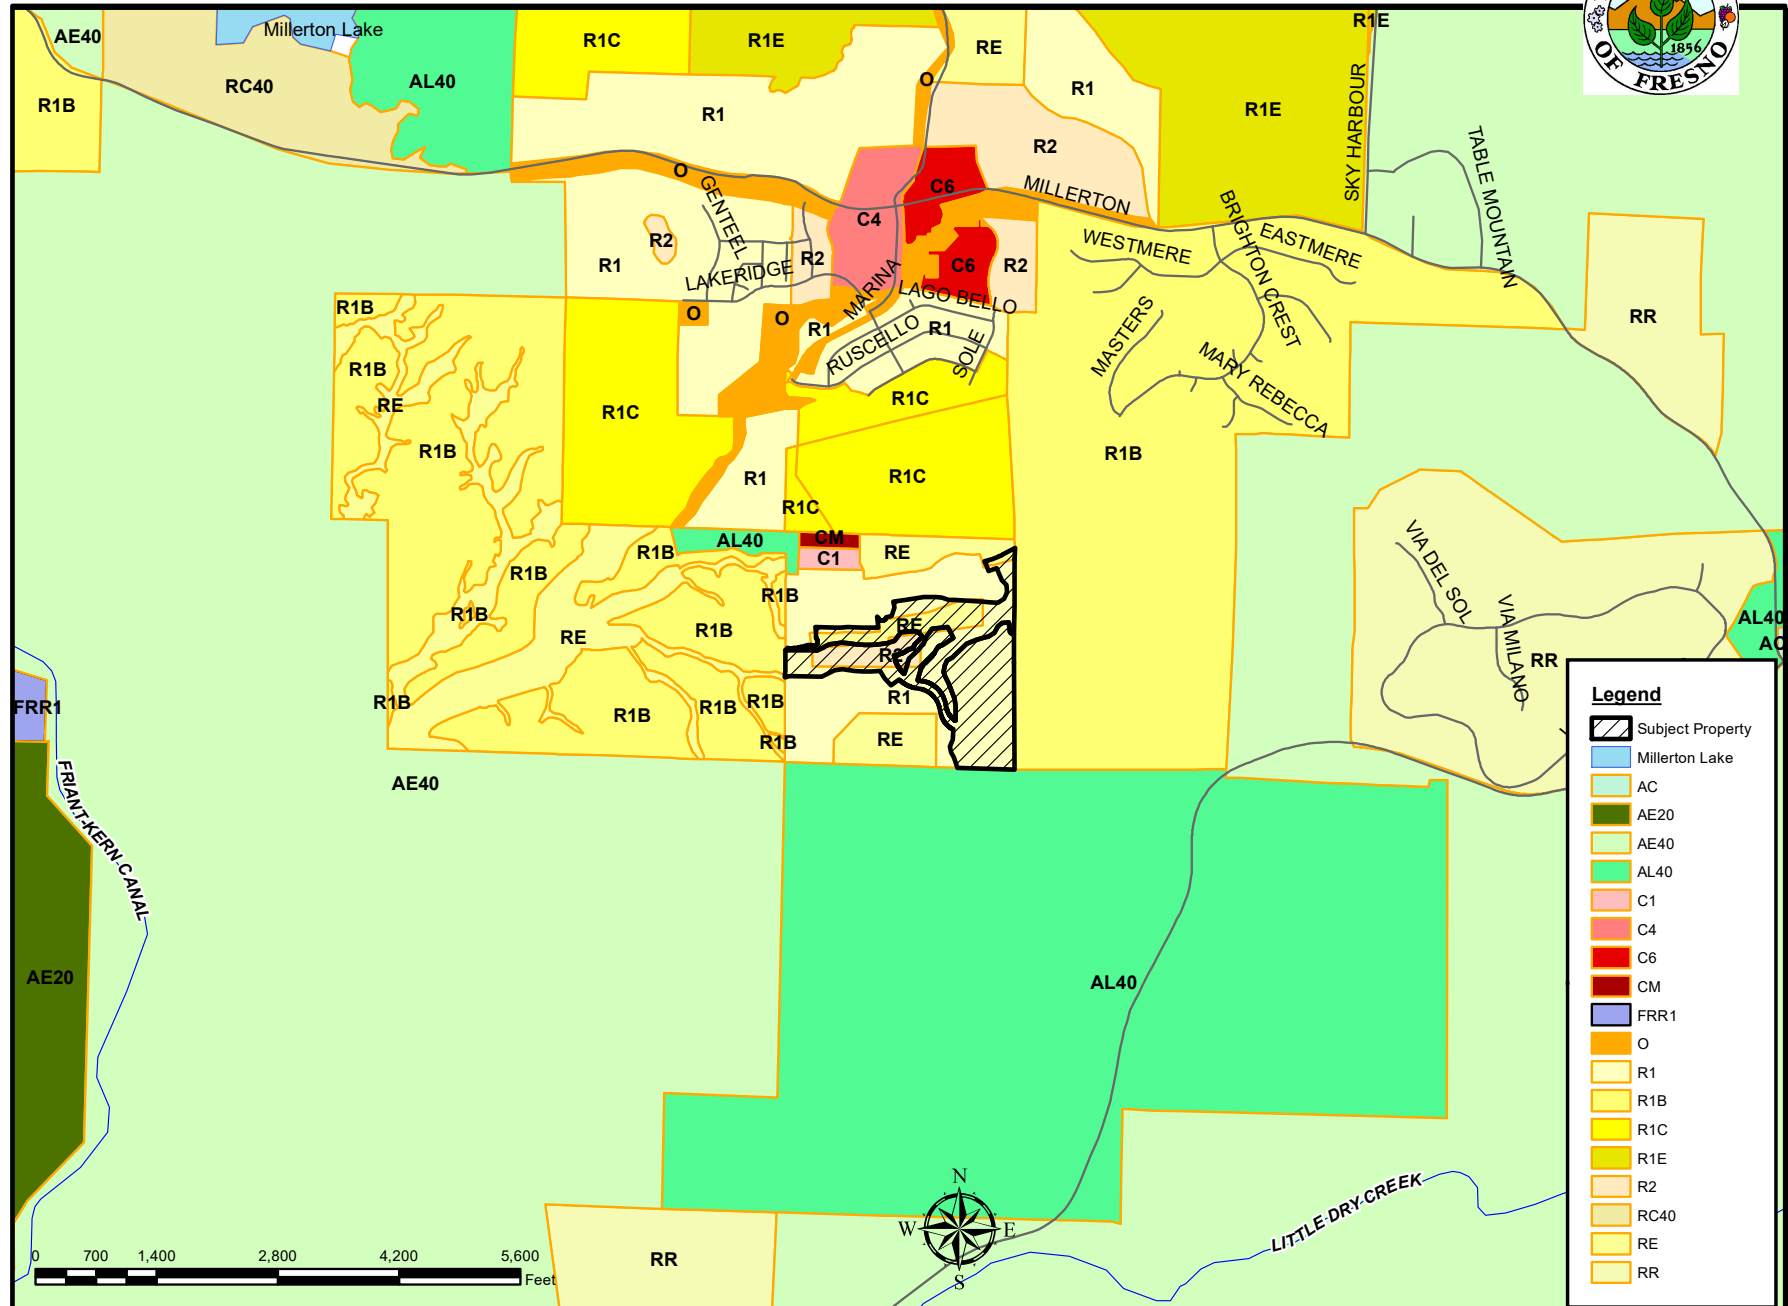 Millerton Lake
AE40
R1C
R1E
RE
R1E
1856
OF FRESNO
R1B
RC40
AL40
O
R1
R1
R1E
SKY HARBOUR
TABLE MOUNTAIN
R2
O
GENTEEL
C6
MILLERTON
C4
BRIGHTON CREST
R2
R1
R2
WESTMERE
EASTMERE
LAKERIDGE
C6
R2
MARINA
LAGO BELLO
R1B
O
O
R1
R1
RUSCELLO
SOLE
MASTERS
MARY REBECCA
RR
R1B
RE
R1C
R1C
R1B
R1B
R1
R1C
R1C
AL40
CM
C1
RE
R1B
R1B
R1B
VIA DEL SOL
VIA MILANO
R1B
RE
R1B
RE
R2
RR
AL40
AC
R1B
R1B
R1B
R1B
R1
R1B
RE
FRR1
FRIANT-KERN CANAL
AE40
AE20
AL40
LITTLE DRY CREEK
RR
N
W
E
S
0 700 1,400 2,800 4,200 5,600
Feet
Legend
Subject Property
Millerton Lake
AC
AE20
AE40
AL40
C1
C4
C6
CM
FRR1
O
R1
R1B
R1C
R1E
R2
RC40
RE
RR